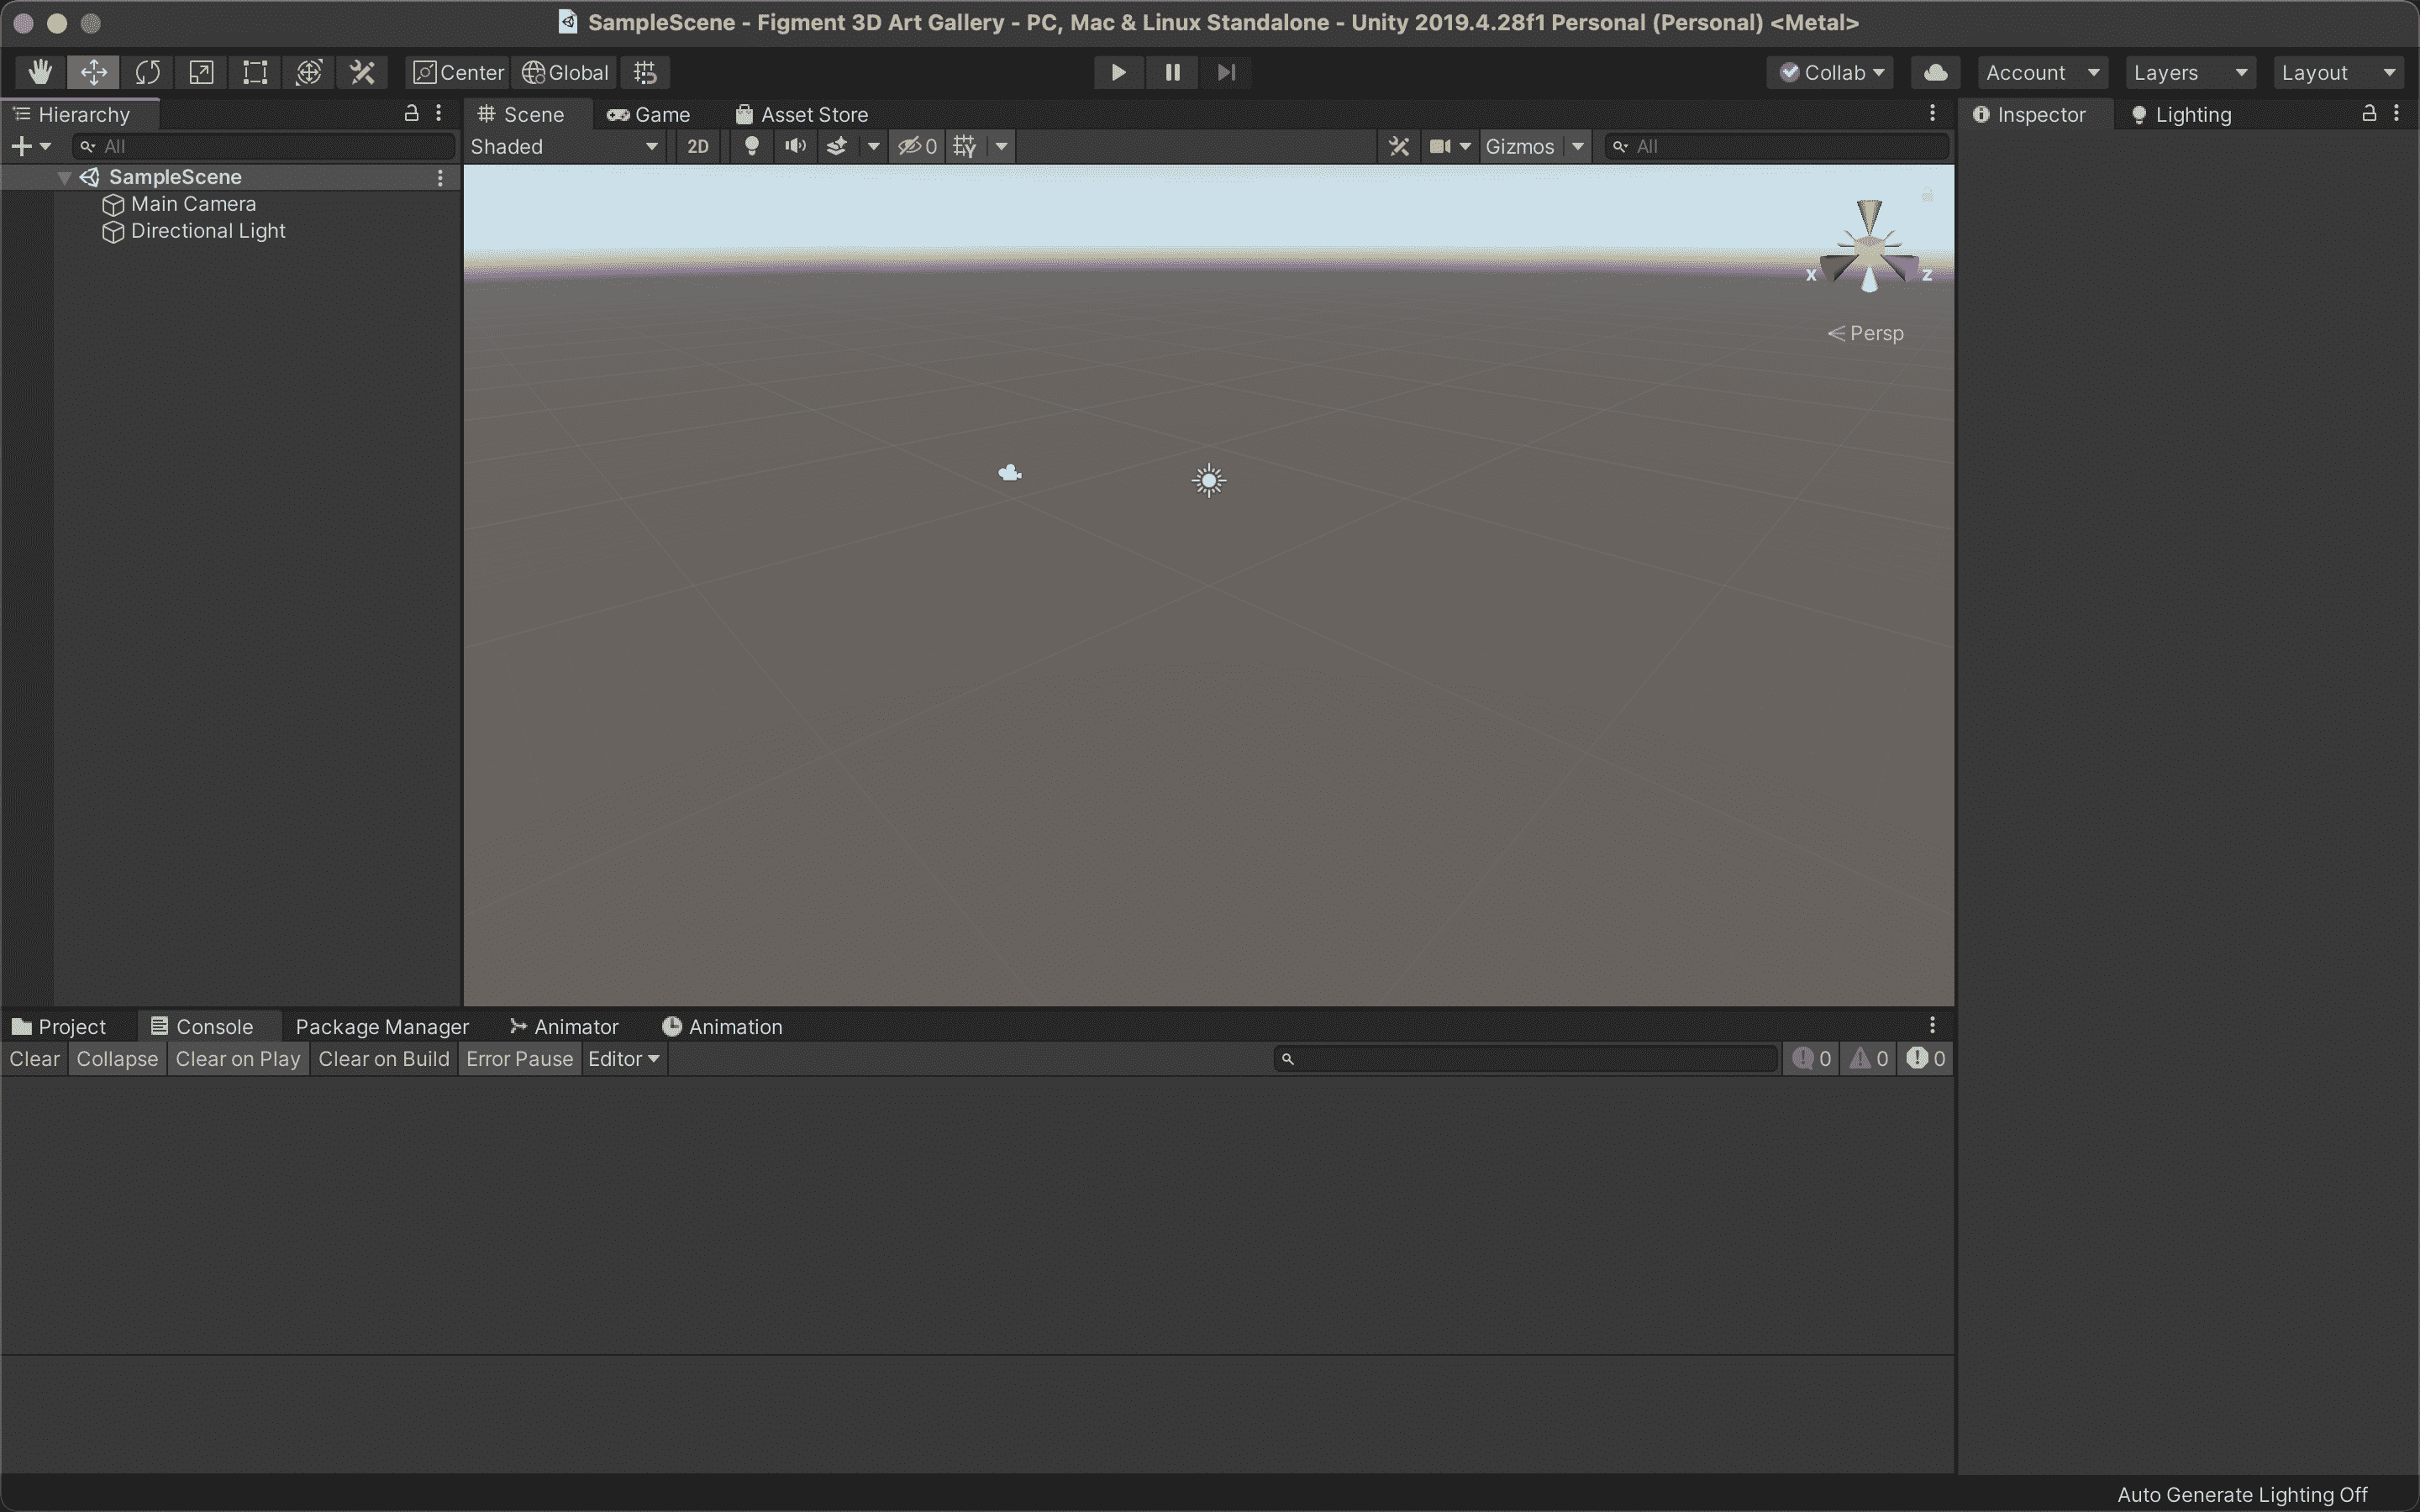 SampleScene - Figment 3D Art Gallery - PC, Mac & Linux Standalone - Unity 2019.4.28f1 Personal (Personal) <Metal>
Center Global Collab Account Layers Layout
Hierarchy Scene Game Asset Store Inspector Lighting
All Shaded 2D 0 Gizmos All
SampleScene
Main Camera
Directional Light
x z
Persp
Project Console Package Manager Animator Animation
Clear Collapse Clear on Play Clear on Build Error Pause Editor 0 0 0
Auto Generate Lighting Off